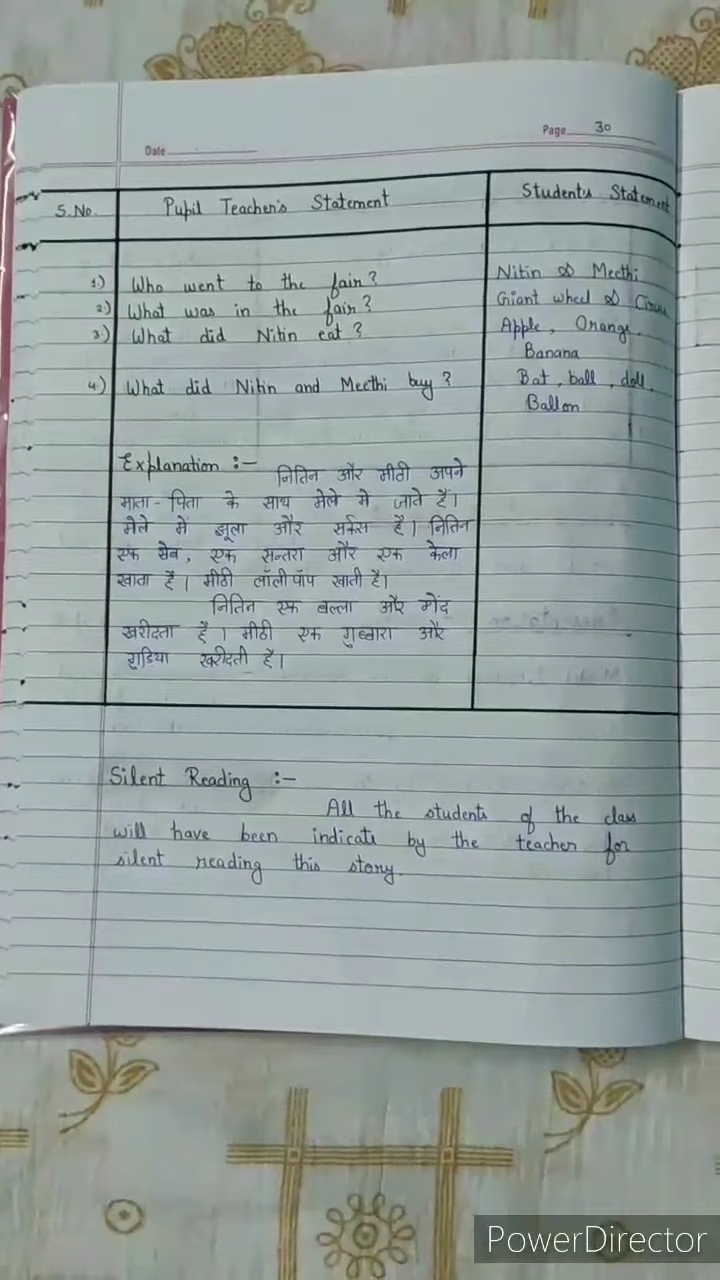 Page 30
Date
S.No. Pupil Teacher's Statement Students Statement
1) Who went to the fair? Nitin & Meethi
2) What was in the fair? Giant wheel & Circus
3) What did Nitin eat? Apple, Orange,
Banana
4) What did Nitin and Meethi buy? Bat, ball, doll,
Ballon
Explanation :- नितिन और मीठी अपने
माता-पिता के साथ मेले मे जाते हैं।
मेले मे झूला और सर्कस है। नितिन
एक सेब, एक सन्तरा और एक केला
खाता है। मीठी लॉलीपॉप खाती है।
नितिन एक बल्ला और गेंद
खरीदता है। मीठी एक गुब्बारा और
गुडिया खरीदती है।
Silent Reading :-
All the students of the class
will have been indicate by the teacher for
silent reading this story.
PowerDirector